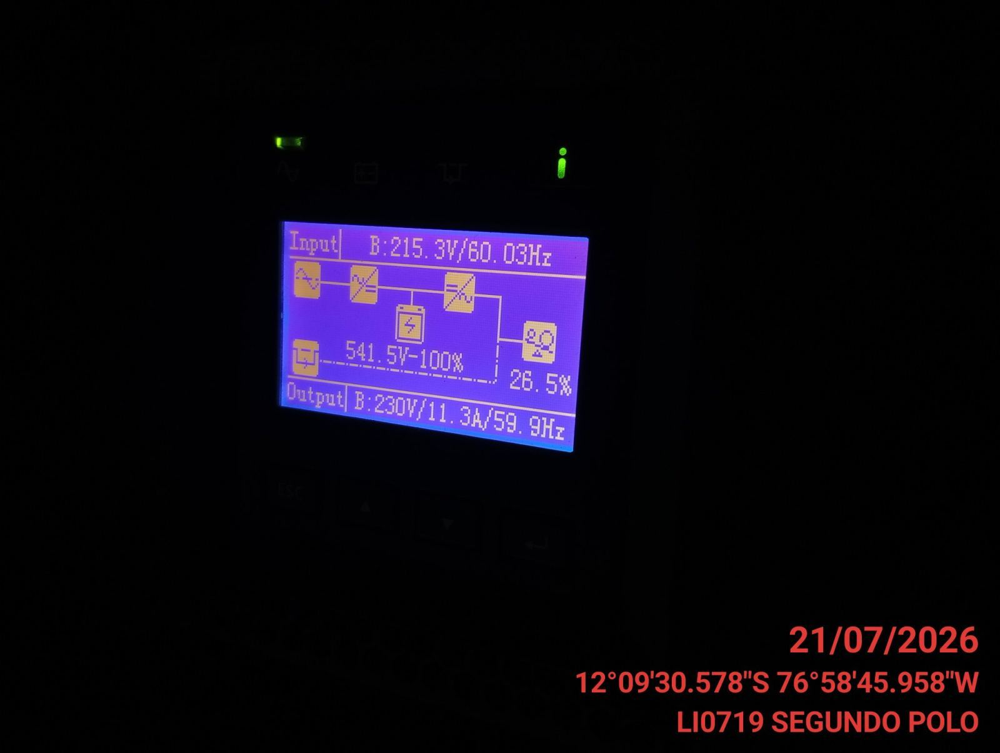 Input B:215.3V/60.03Hz
541.5V-100%
26.5%
Output B:230V/11.3A/59.9Hz
ESC
21/07/2026
12°09'30.578"S 76°58'45.958"W
LI0719 SEGUNDO POLO